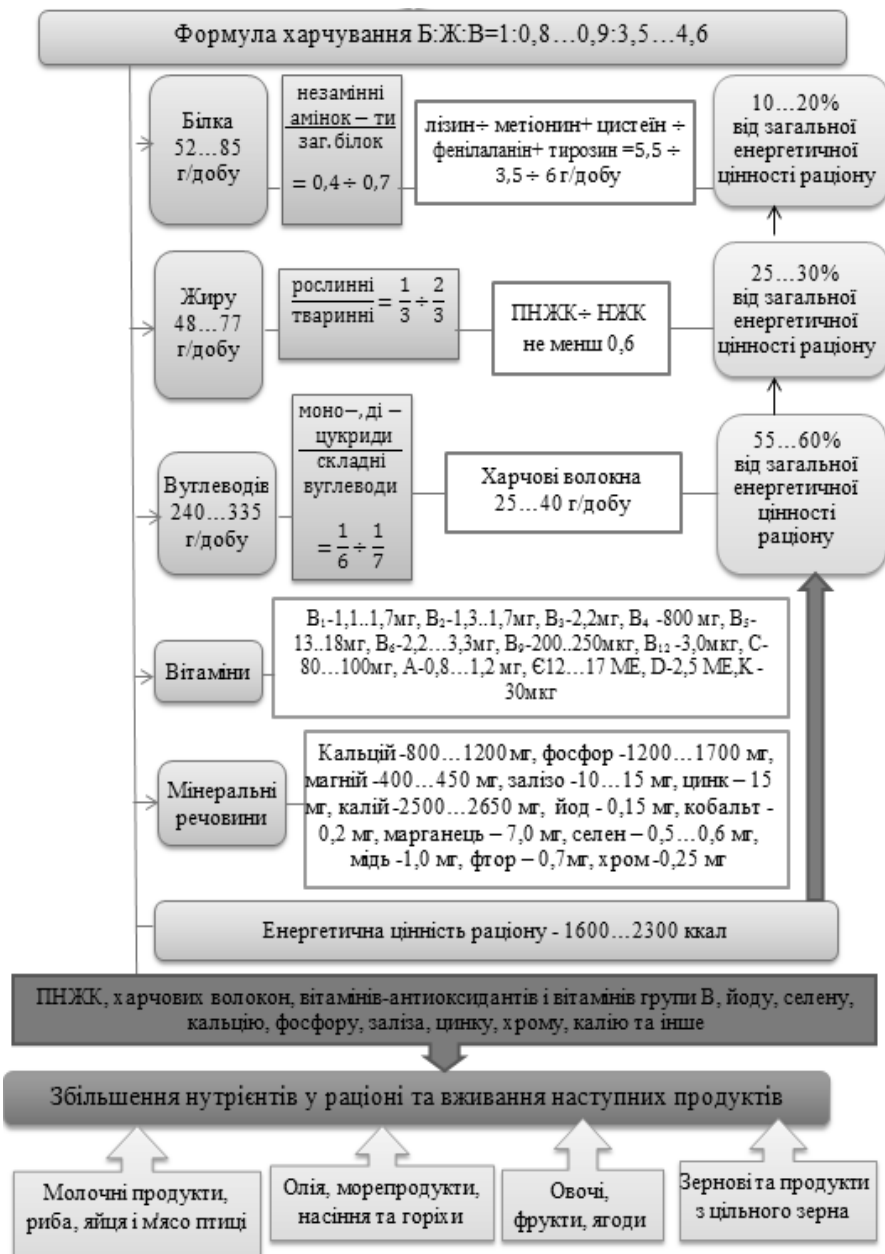 Формула харчування Б:Ж:В=1:0,8…0,9:3,5…4,6
Білка
52…85
г/добу
незамінні
амінок – ти
заг. білок
= 0,4 ÷ 0,7
лізин÷ метіонин+ цистеїн ÷
фенілаланін+ тирозин =5,5 ÷
3,5 ÷ 6 г/добу
10…20%
від загальної
енергетичної
цінності раціону
Жиру
48…77
г/добу
рослинні
тваринні
= 1/3 ÷ 2/3
ПНЖК÷ НЖК
не менш 0,6
25…30%
від загальної
енергетичної
цінності раціону
Вуглеводів
240…335
г/добу
моно–, ді –
цукриди
складні
вуглеводи
= 1/6 ÷ 1/7
Харчові волокна
25…40 г/добу
55…60%
від загальної
енергетичної
цінності
раціону
Вітаміни
В₁-1,1..1,7мг, В₂-1,3..1,7мг, В₃-2,2мг, В₄ -800 мг, В₅-
13..18мг, В₆-2,2…3,3мг, В₉-200..250мкг, В₁₂ -3,0мкг, С-
80…100мг, А-0,8…1,2 мг, Є12…17 МЕ, D-2,5 МЕ,К -
30мкг
Мінеральні
речовини
Кальцій -800…1200 мг, фосфор -1200…1700 мг,
магній -400…450 мг, залізо -10…15 мг, цинк – 15
мг, калій -2500…2650 мг, йод - 0,15 мг, кобальт -
0,2 мг, марганець – 7,0 мг, селен – 0,5…0,6 мг,
мідь -1,0 мг, фтор – 0,7мг, хром -0,25 мг
Енергетична цінність раціону - 1600…2300 ккал
ПНЖК, харчових волокон, вітамінів-антиоксидантів і вітамінів групи В, йоду, селену,
кальцію, фосфору, заліза, цинку, хрому, калію та інше
Збільшення нутрієнтів у раціоні та вживання наступних продуктів
Молочні продукти,
риба, яйця і м'ясо птиці
Олія, морепродукти,
насіння та горіхи
Овочі,
фрукти, ягоди
Зернові та продукти
з цільного зерна